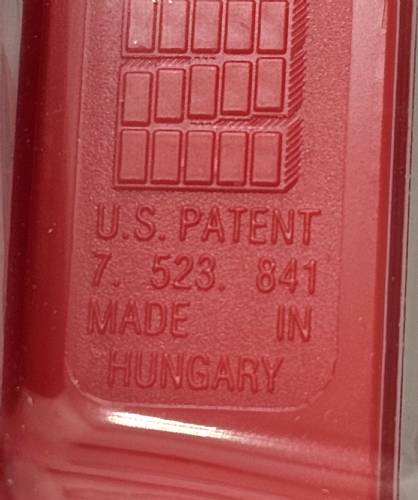 U.S. PATENT
7. 523. 841
MADE IN
HUNGARY